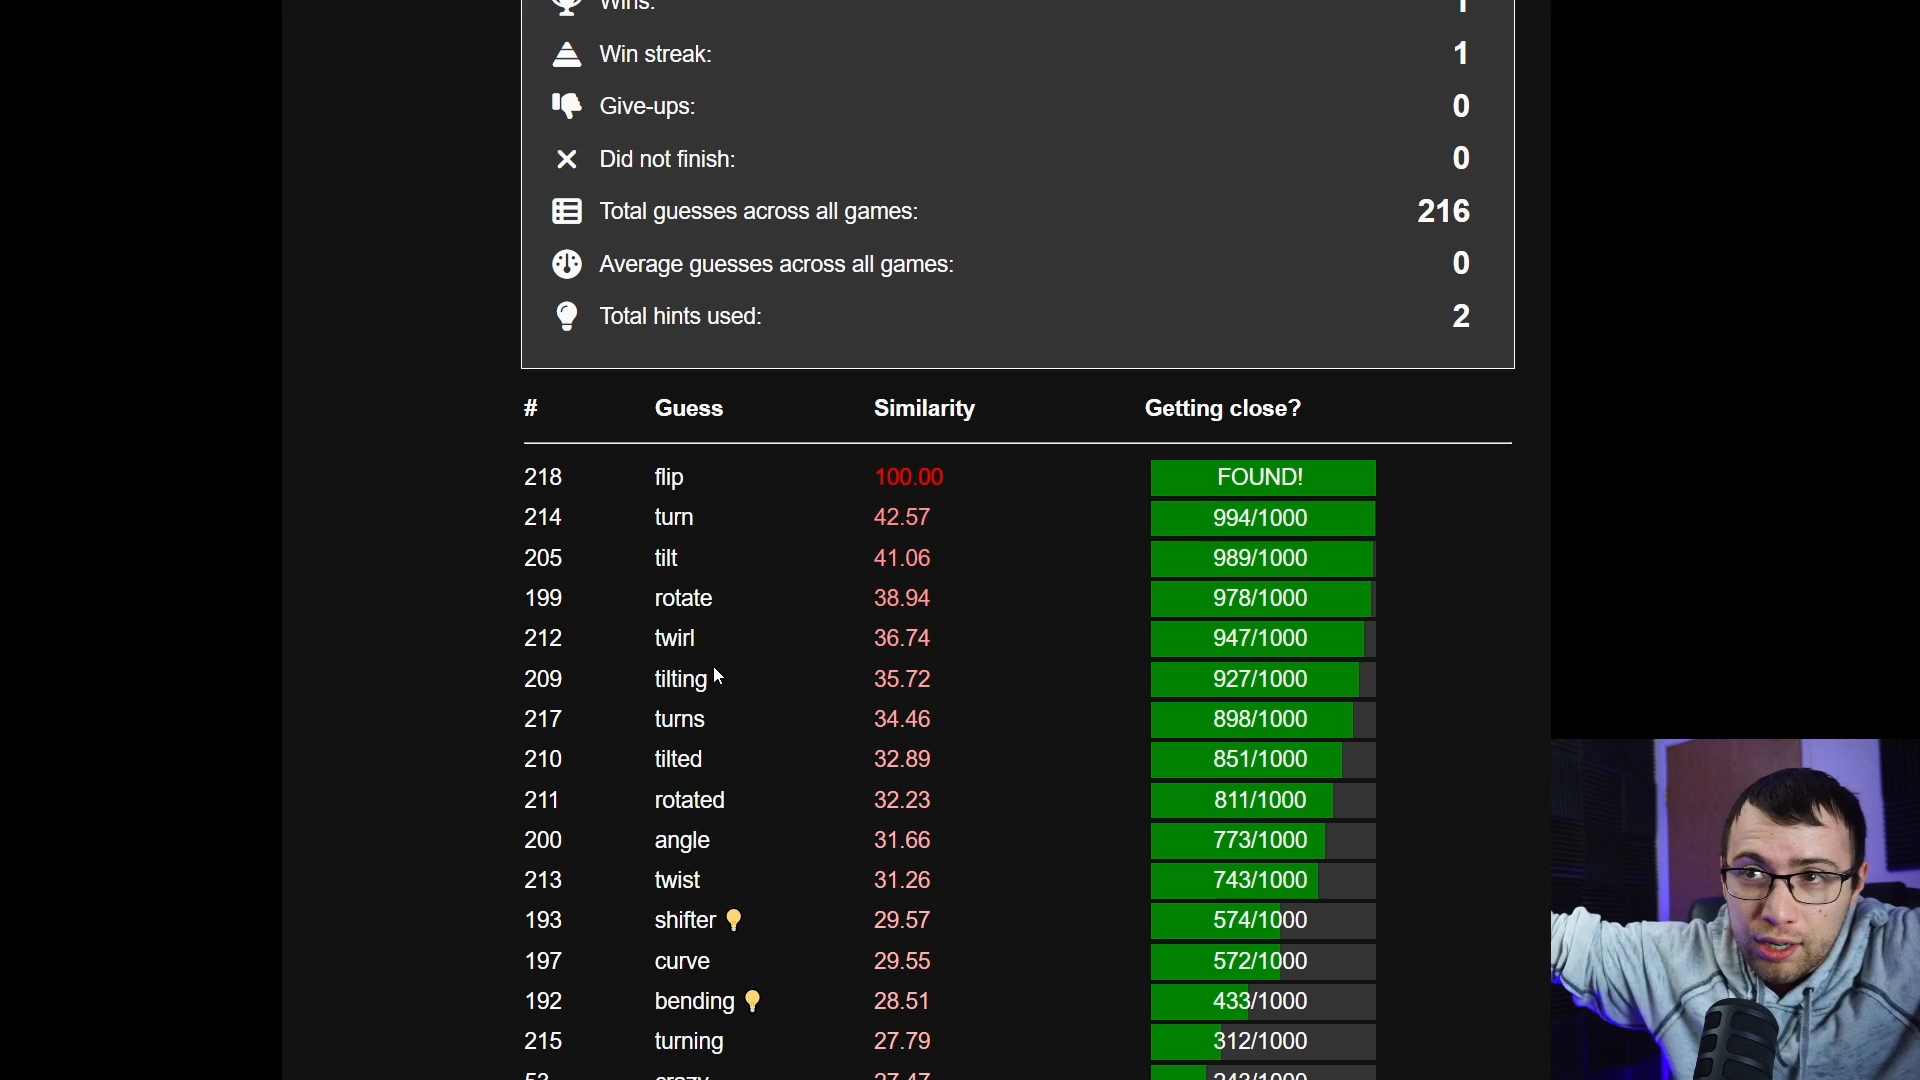 Wins: 1
Win streak: 1
Give-ups: 0
Did not finish: 0
Total guesses across all games: 216
Average guesses across all games: 0
Total hints used: 2
# Guess Similarity Getting close?
218 flip 100.00 FOUND!
214 turn 42.57 994/1000
205 tilt 41.06 989/1000
199 rotate 38.94 978/1000
212 twirl 36.74 947/1000
209 tilting 35.72 927/1000
217 turns 34.46 898/1000
210 tilted 32.89 851/1000
211 rotated 32.23 811/1000
200 angle 31.66 773/1000
213 twist 31.26 743/1000
193 shifter 29.57 574/1000
197 curve 29.55 572/1000
192 bending 28.51 433/1000
215 turning 27.79 312/1000
crazy 27.47